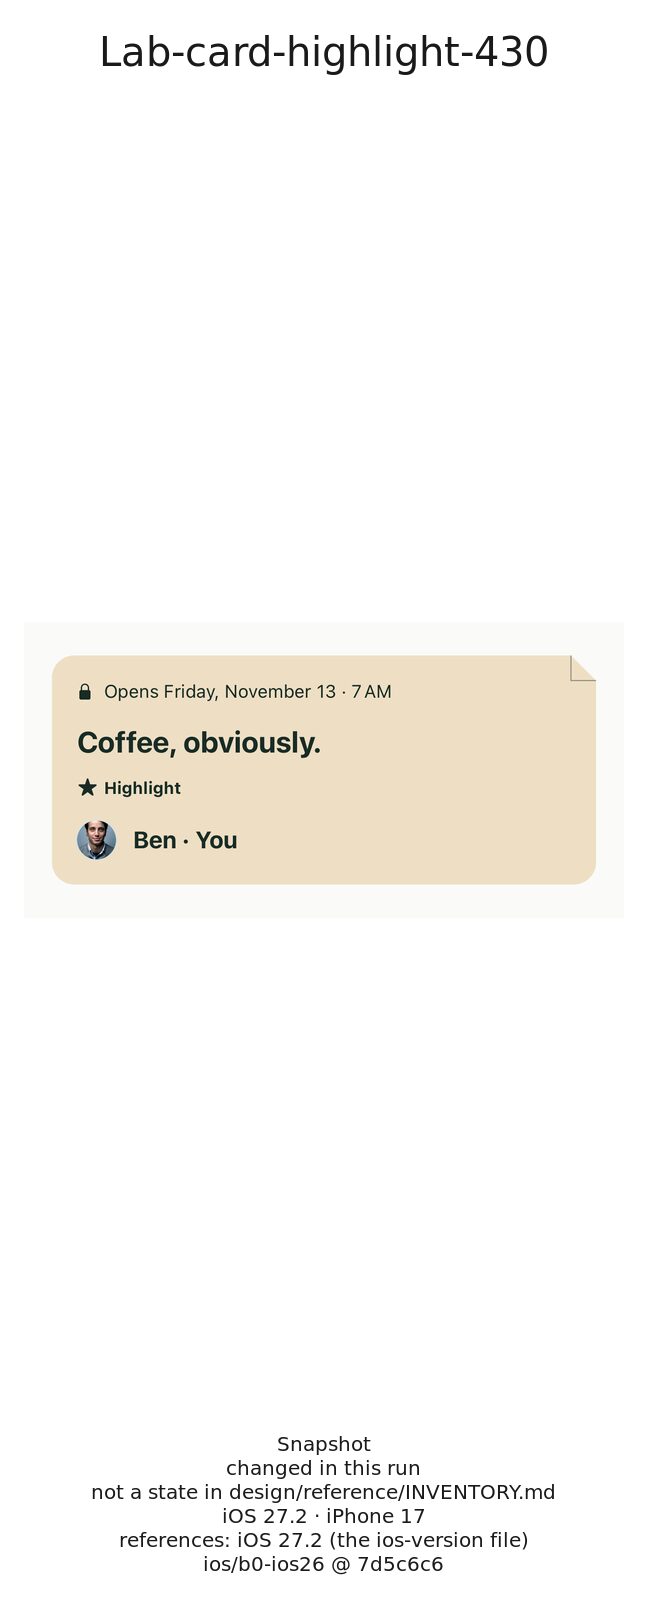 Lab-card-highlight-430
Opens Friday, November 13 · 7 AM
Coffee, obviously.
Highlight
Ben · You
Snapshot
changed in this run
not a state in design/reference/INVENTORY.md
iOS 27.2 · iPhone 17
references: iOS 27.2 (the ios-version file)
ios/b0-ios26 @ 7d5c6c6